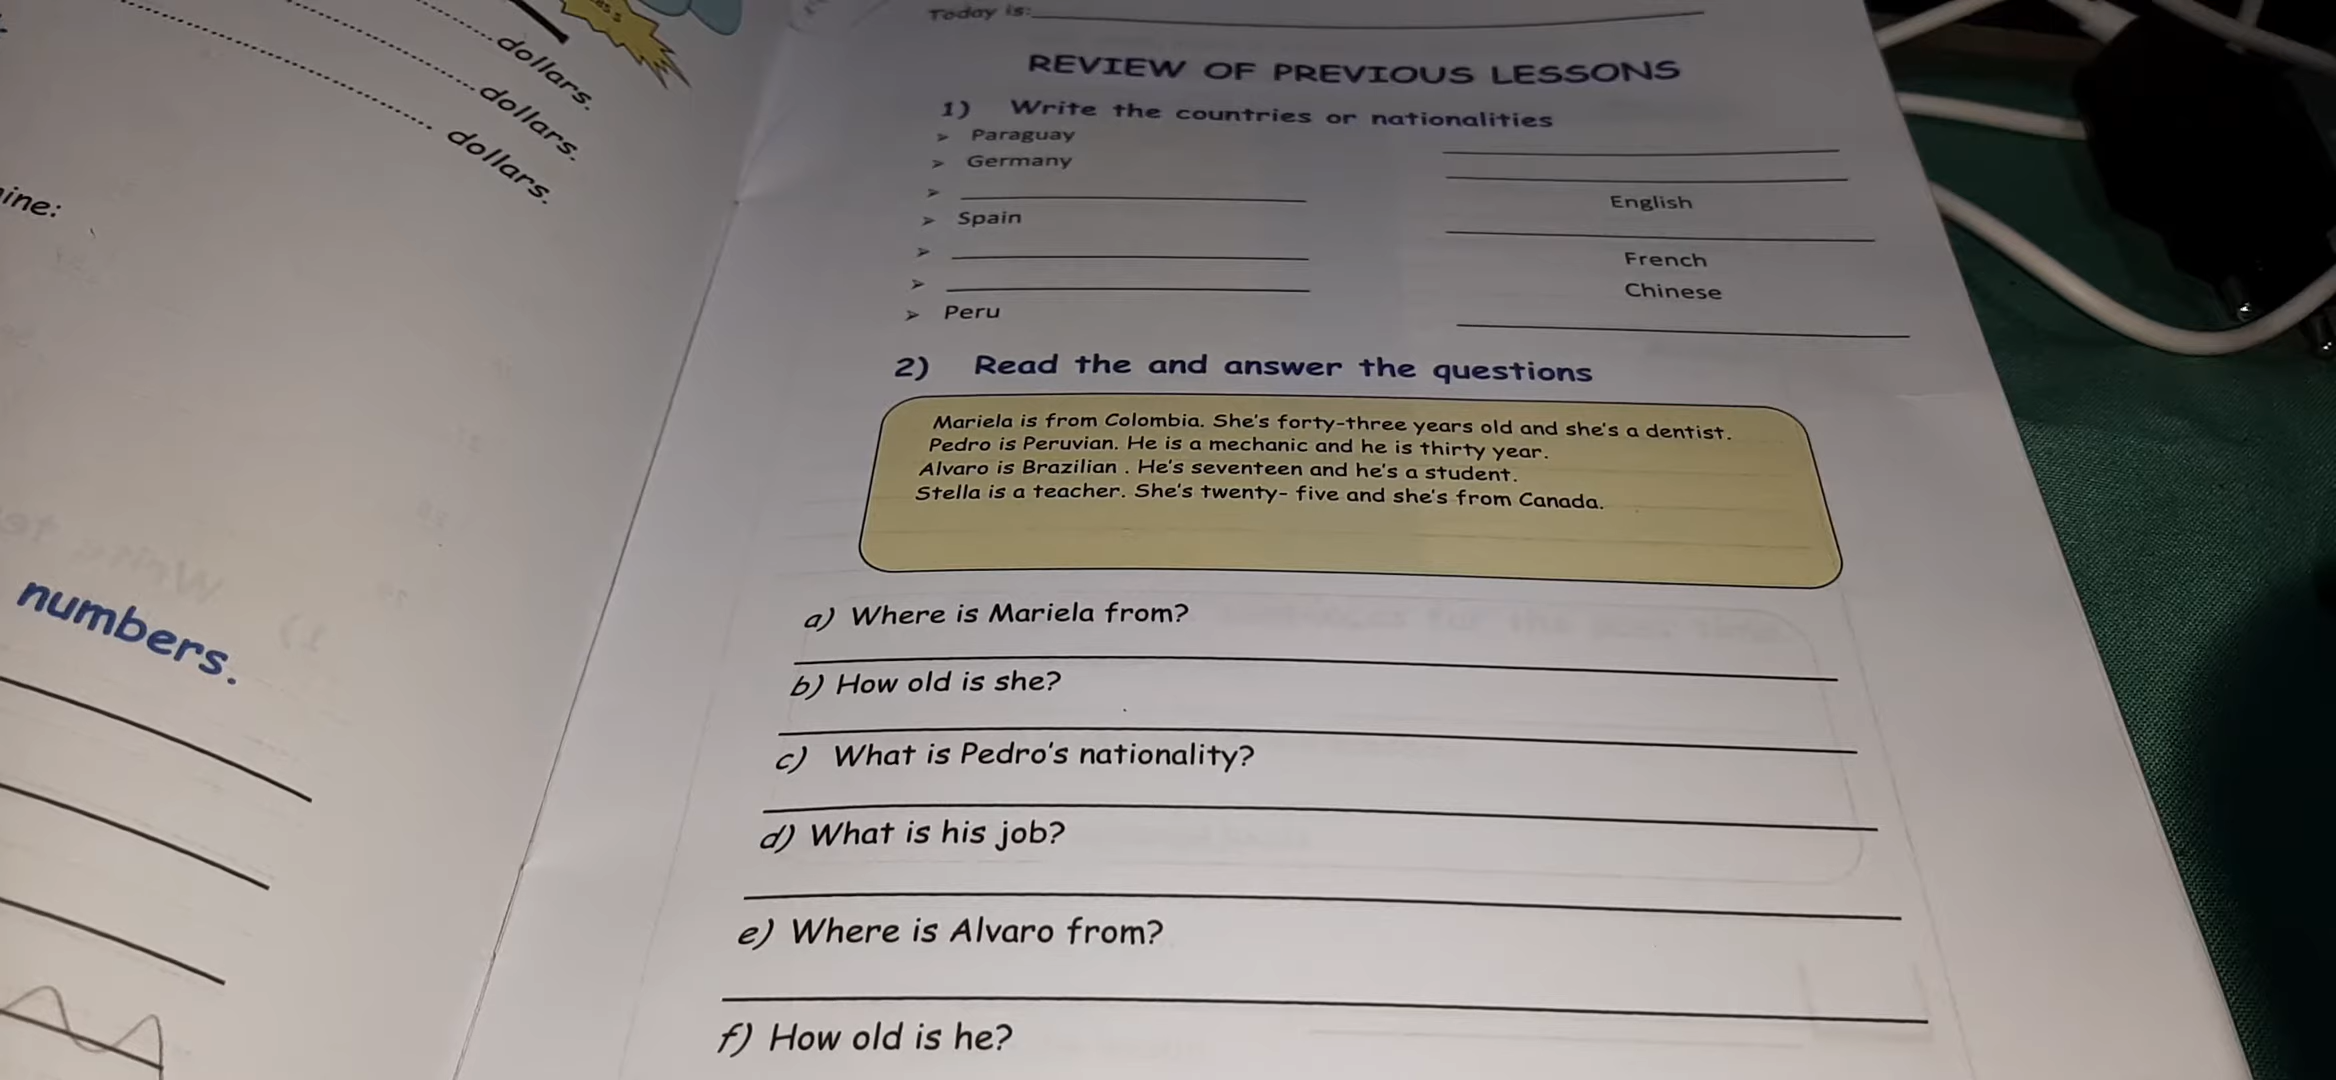 dollars.
dollars.
dollars.
numbers.
Today is:
REVIEW OF PREVIOUS LESSONS
1) Write the countries or nationalities
➢ Paraguay
➢ Germany
➢ English
➢ Spain
➢ French
➢ Chinese
➢ Peru
2) Read the and answer the questions
Mariela is from Colombia. She's forty-three years old and she's a dentist.
Pedro is Peruvian. He is a mechanic and he is thirty year.
Alvaro is Brazilian . He's seventeen and he's a student.
Stella is a teacher. She's twenty- five and she's from Canada.
a) Where is Mariela from?
b) How old is she?
c) What is Pedro's nationality?
d) What is his job?
e) Where is Alvaro from?
f) How old is he?